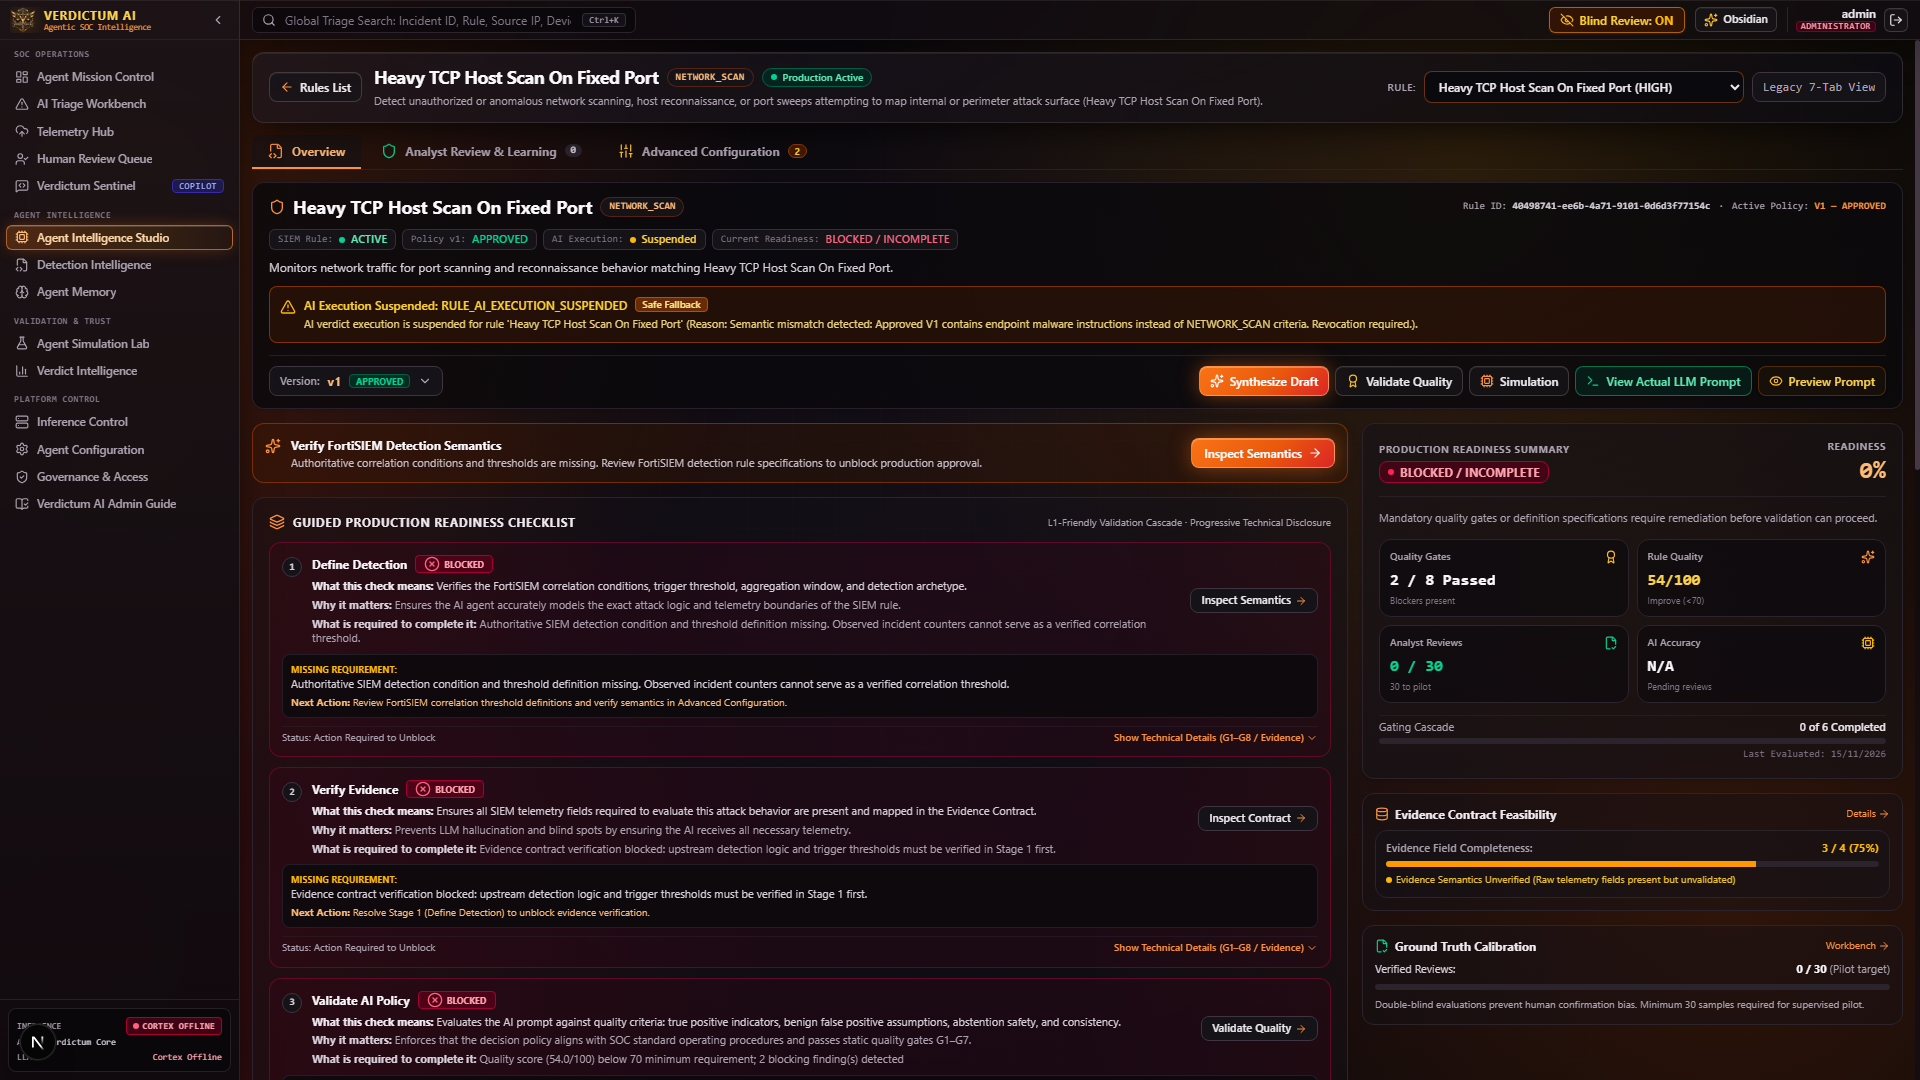 VERDICTUM AI
Agentic SOC Intelligence
Global Triage Search: Incident ID, Rule, Source IP, Devi
Ctrl+K
Blind Review: ON
Obsidian
admin
ADMINISTRATOR
SOC OPERATIONS
Agent Mission Control
AI Triage Workbench
Telemetry Hub
Human Review Queue
Verdictum Sentinel
COPILOT
AGENT INTELLIGENCE
Agent Intelligence Studio
Detection Intelligence
Agent Memory
VALIDATION & TRUST
Agent Simulation Lab
Verdict Intelligence
PLATFORM CONTROL
Inference Control
Agent Configuration
Governance & Access
Verdictum AI Admin Guide
CORTEX OFFLINE
N
rdictum Core
Cortex Offline
Rules List
Heavy TCP Host Scan On Fixed Port
NETWORK_SCAN
Production Active
Detect unauthorized or anomalous network scanning, host reconnaissance, or port sweeps attempting to map internal or perimeter attack surface (Heavy TCP Host Scan On Fixed Port).
RULE:
Heavy TCP Host Scan On Fixed Port (HIGH)
Legacy 7-Tab View
Overview
Analyst Review & Learning
0
Advanced Configuration
2
Heavy TCP Host Scan On Fixed Port
NETWORK_SCAN
Rule ID: 40498741-ee6b-4a71-9101-0d6d3f77154c · Active Policy: V1 — APPROVED
SIEM Rule: ACTIVE
Policy v1: APPROVED
AI Execution: Suspended
Current Readiness: BLOCKED / INCOMPLETE
Monitors network traffic for port scanning and reconnaissance behavior matching Heavy TCP Host Scan On Fixed Port.
AI Execution Suspended: RULE_AI_EXECUTION_SUSPENDED
Safe Fallback
AI verdict execution is suspended for rule 'Heavy TCP Host Scan On Fixed Port' (Reason: Semantic mismatch detected: Approved V1 contains endpoint malware instructions instead of NETWORK_SCAN criteria. Revocation required.).
Version: v1 APPROVED
Synthesize Draft
Validate Quality
Simulation
View Actual LLM Prompt
Preview Prompt
Verify FortiSIEM Detection Semantics
Authoritative correlation conditions and thresholds are missing. Review FortiSIEM detection rule specifications to unblock production approval.
Inspect Semantics
GUIDED PRODUCTION READINESS CHECKLIST
L1-Friendly Validation Cascade · Progressive Technical Disclosure
1
Define Detection
BLOCKED
What this check means: Verifies the FortiSIEM correlation conditions, trigger threshold, aggregation window, and detection archetype.
Why it matters: Ensures the AI agent accurately models the exact attack logic and telemetry boundaries of the SIEM rule.
What is required to complete it: Authoritative SIEM detection condition and threshold definition missing. Observed incident counters cannot serve as a verified correlation
threshold.
Inspect Semantics
MISSING REQUIREMENT:
Authoritative SIEM detection condition and threshold definition missing. Observed incident counters cannot serve as a verified correlation threshold.
Next Action: Review FortiSIEM correlation threshold definitions and verify semantics in Advanced Configuration.
Status: Action Required to Unblock
Show Technical Details (G1–G8 / Evidence)
2
Verify Evidence
BLOCKED
What this check means: Ensures all SIEM telemetry fields required to evaluate this attack behavior are present and mapped in the Evidence Contract.
Why it matters: Prevents LLM hallucination and blind spots by ensuring the AI receives all necessary telemetry.
What is required to complete it: Evidence contract verification blocked: upstream detection logic and trigger thresholds must be verified in Stage 1 first.
Inspect Contract
MISSING REQUIREMENT:
Evidence contract verification blocked: upstream detection logic and trigger thresholds must be verified in Stage 1 first.
Next Action: Resolve Stage 1 (Define Detection) to unblock evidence verification.
Status: Action Required to Unblock
Show Technical Details (G1–G8 / Evidence)
3
Validate AI Policy
BLOCKED
What this check means: Evaluates the AI prompt against quality criteria: true positive indicators, benign false positive assumptions, abstention safety, and consistency.
Why it matters: Enforces that the decision policy aligns with SOC standard operating procedures and passes static quality gates G1–G7.
What is required to complete it: Quality score (54.0/100) below 70 minimum requirement; 2 blocking finding(s) detected
Validate Quality
PRODUCTION READINESS SUMMARY
BLOCKED / INCOMPLETE
READINESS
0%
Mandatory quality gates or definition specifications require remediation before validation can proceed.
Quality Gates
2 / 8 Passed
Blockers present
Rule Quality
54/100
Improve (<70)
Analyst Reviews
0 / 30
30 to pilot
AI Accuracy
N/A
Pending reviews
Gating Cascade
0 of 6 Completed
Last Evaluated: 15/11/2026
Evidence Contract Feasibility
Details
Evidence Field Completeness:
3 / 4 (75%)
Evidence Semantics Unverified (Raw telemetry fields present but unvalidated)
Ground Truth Calibration
Workbench
Verified Reviews:
0 / 30 (Pilot target)
Double-blind evaluations prevent human confirmation bias. Minimum 30 samples required for supervised pilot.